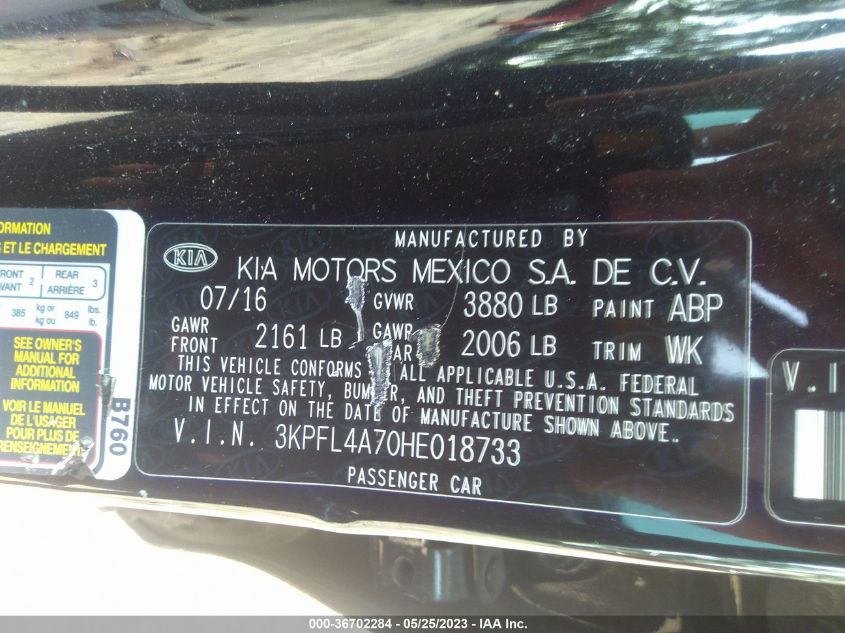 ORMATION
S ET LE CHARGEMENT
FRONT 2 REAR 3
VANT ARRIÈRE
385 kg or 849 lbs.
kg ou lb.
SEE OWNER'S
MANUAL FOR
ADDITIONAL
INFORMATION
VOIR LE MANUEL
DE L'USAGER
POUR PLUS DE
RENSEIGNEMENT
B760
MANUFACTURED BY
KIA KIA MOTORS MEXICO S.A. DE C.V.
07/16 GVWR 3880 LB PAINT ABP
GAWR FRONT 2161 LB GAWR AR 2006 LB TRIM WK
THIS VEHICLE CONFORMS ALL APPLICABLE U.S.A. FEDERAL
MOTOR VEHICLE SAFETY, BUMPER, AND THEFT PREVENTION STANDARDS
IN EFFECT ON THE DATE OF MANUFACTURE SHOWN ABOVE..
V.I.N. 3KPFL4A70HE018733
PASSENGER CAR
V.I
000-36702284 - 05/25/2023 - IAA Inc.